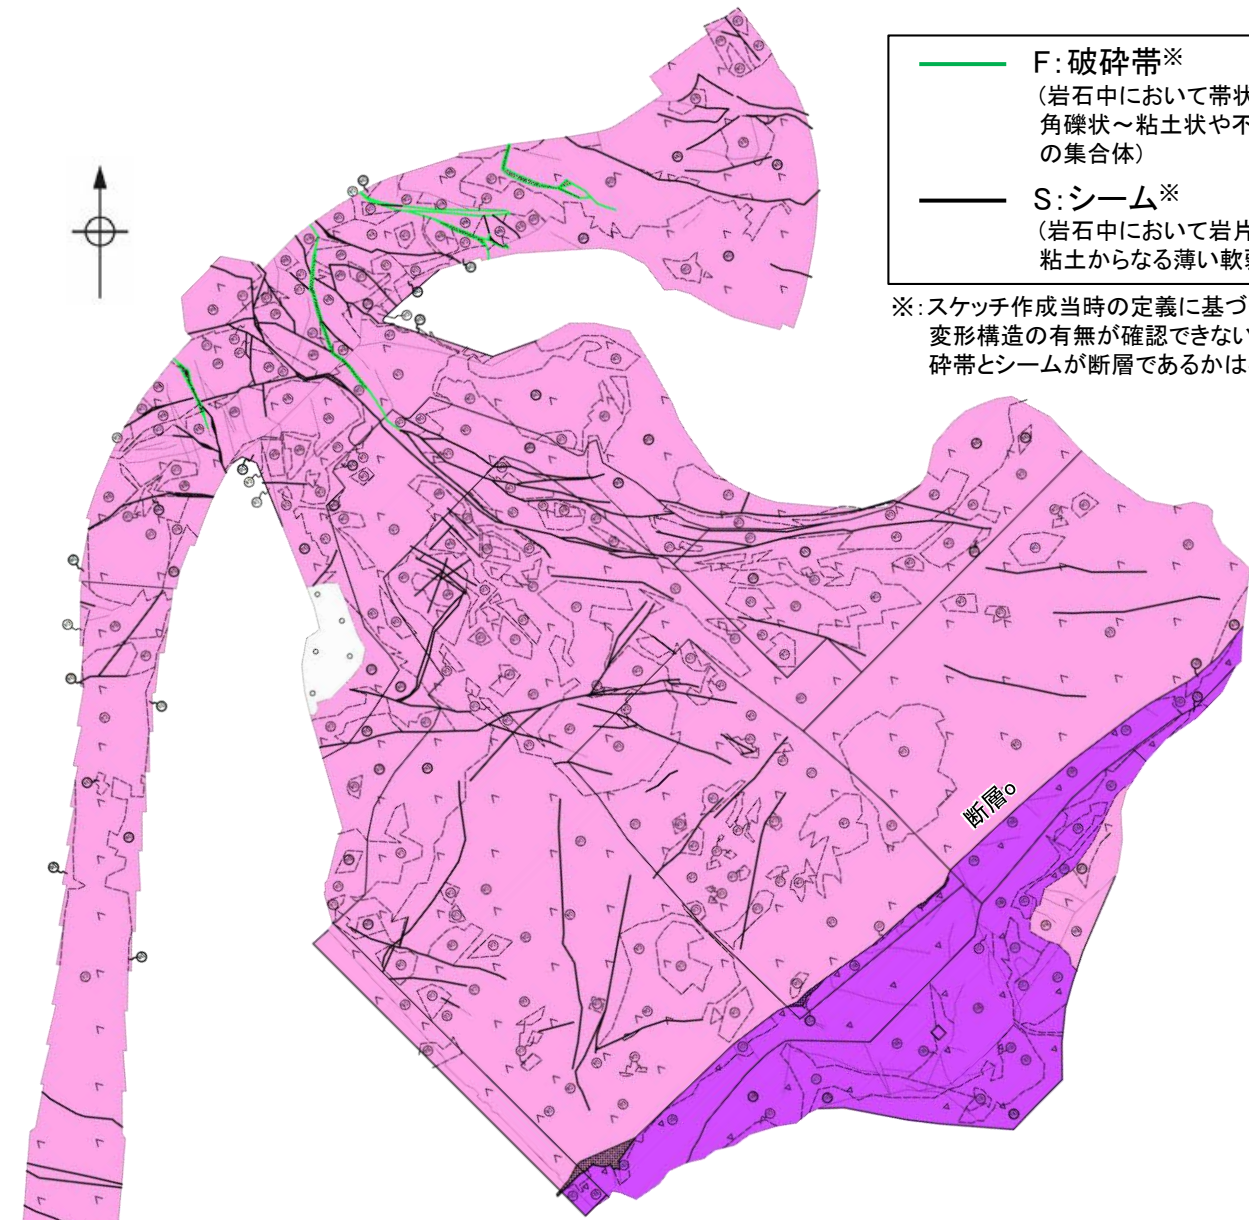 F:破砕帯※
(岩石中において帯状
角礫状～粘土状や不
の集合体)
S:シーム※
(岩石中において岩片
粘土からなる薄い軟
※:スケッチ作成当時の定義に基づ
変形構造の有無が確認できない
砕帯とシームが断層であるかは
断層o